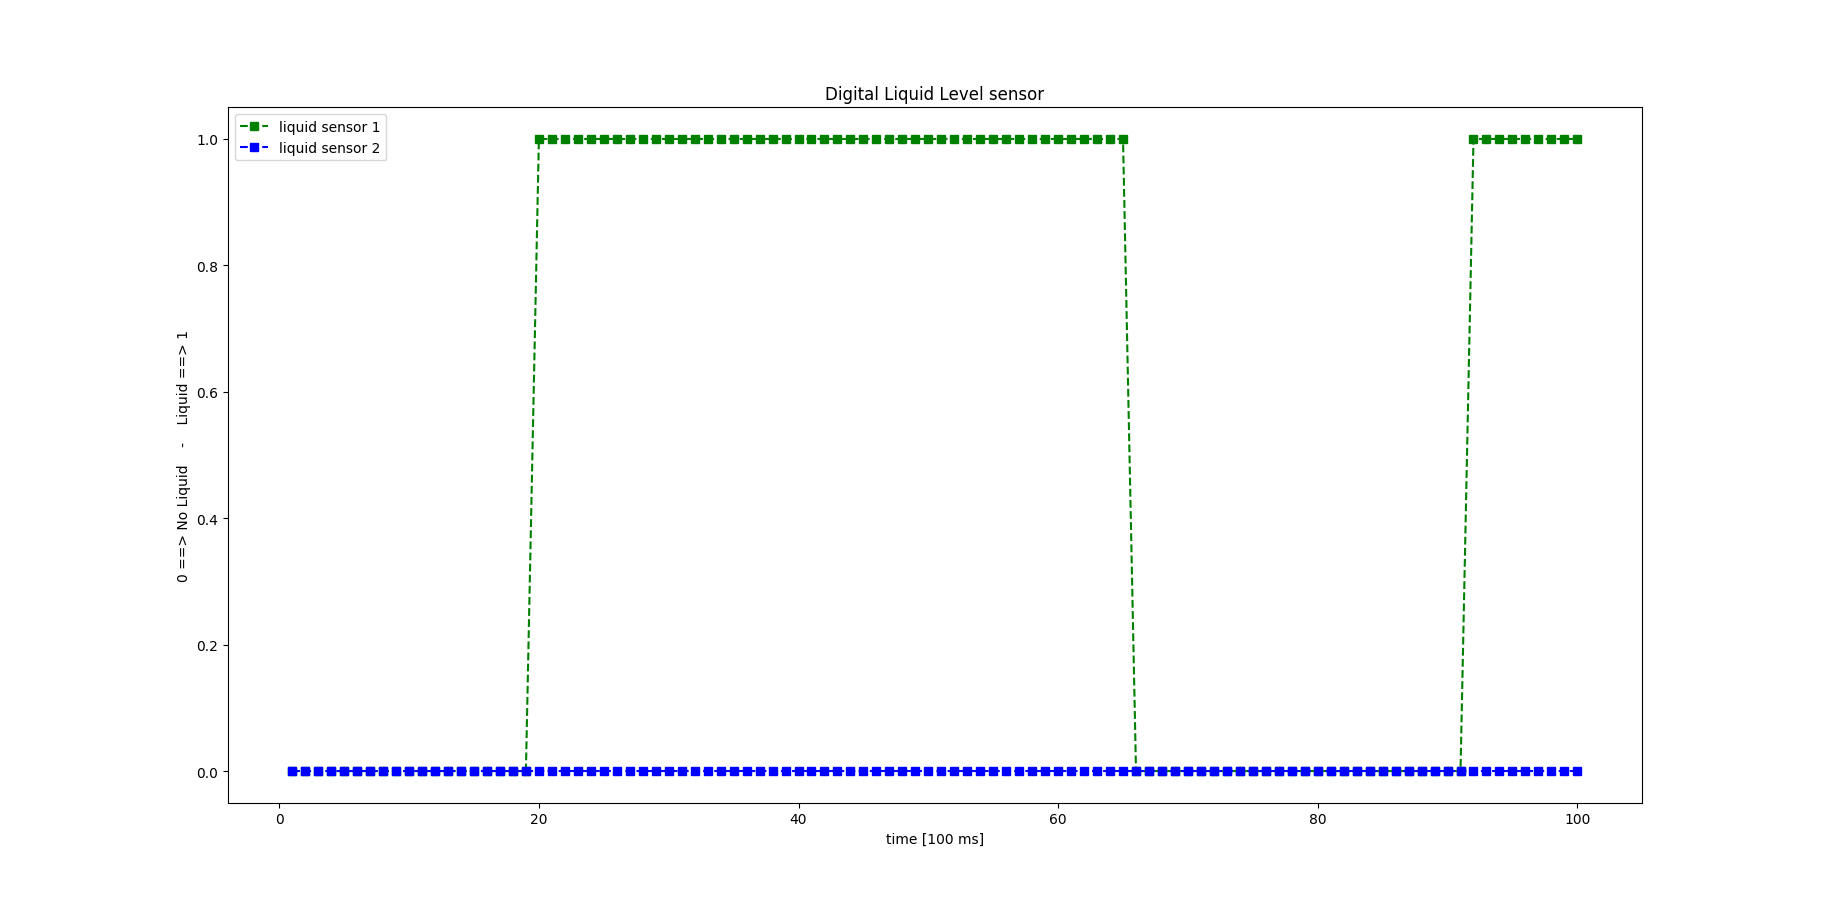 Digital Liquid Level sensor
liquid sensor 1
liquid sensor 2
1.0
0.8
0.6
0.4
0.2
0.0
0 ==> No Liquid    -    Liquid ==> 1
0 20 40 60 80 100
time [100 ms]